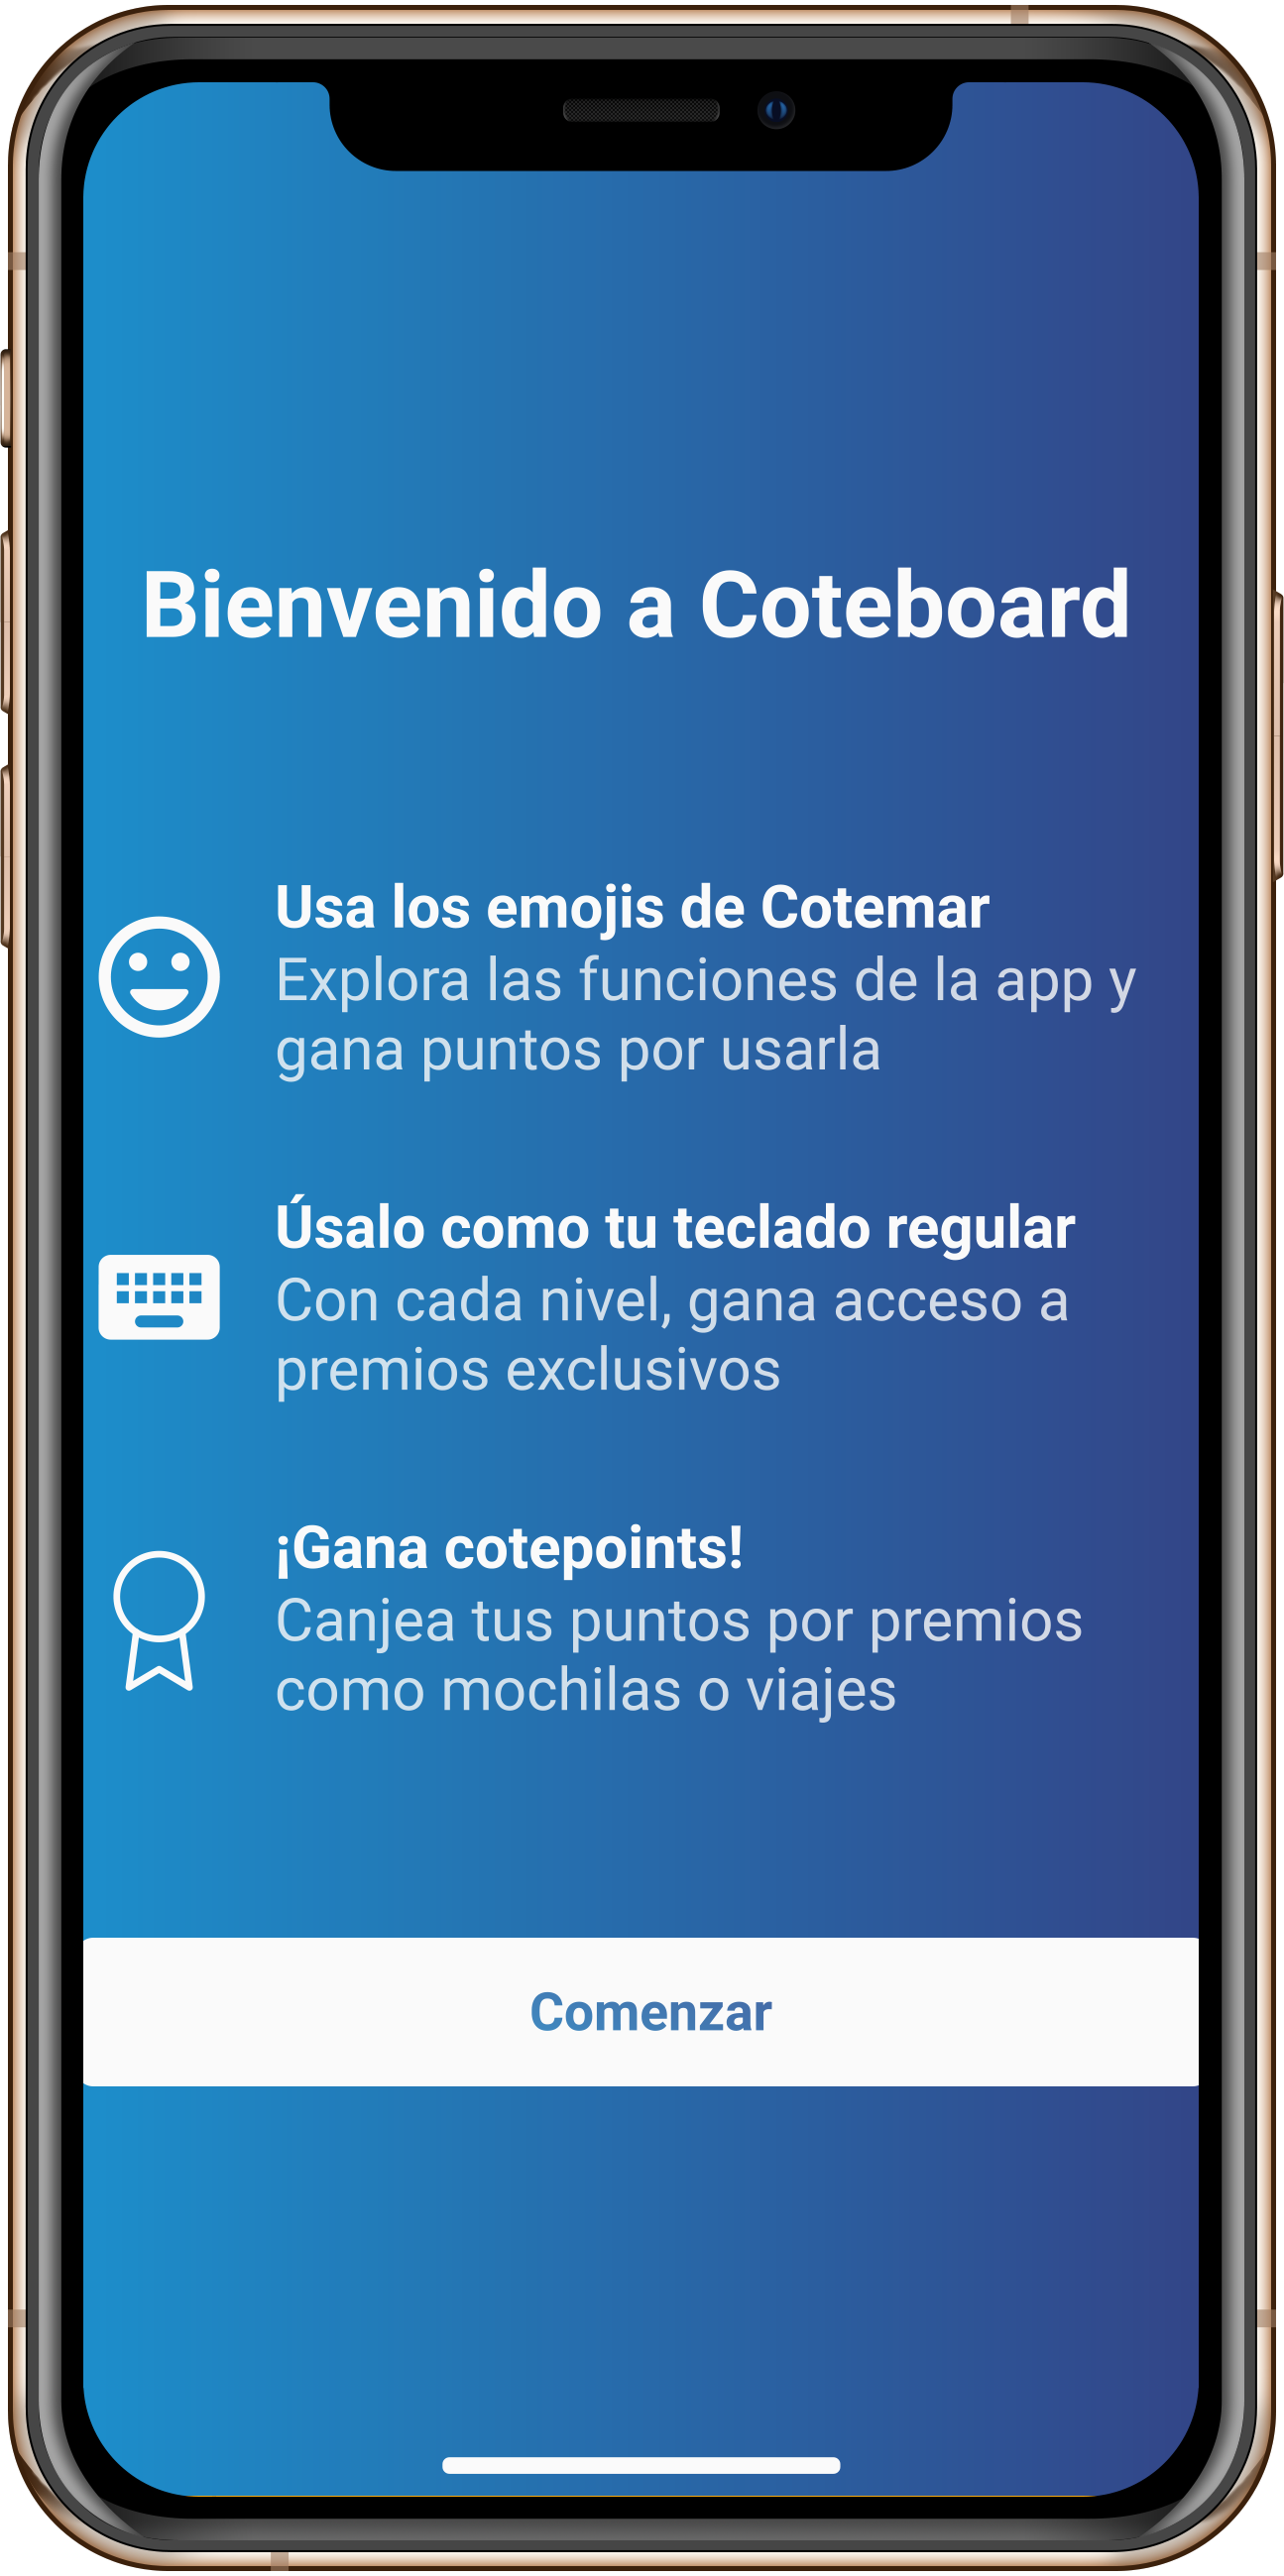 Bienvenido a Coteboard
Usa los emojis de Cotemar
Explora las funciones de la app y
gana puntos por usarla
Úsalo como tu teclado regular
Con cada nivel, gana acceso a
premios exclusivos
¡Gana cotepoints!
Canjea tus puntos por premios
como mochilas o viajes
Comenzar